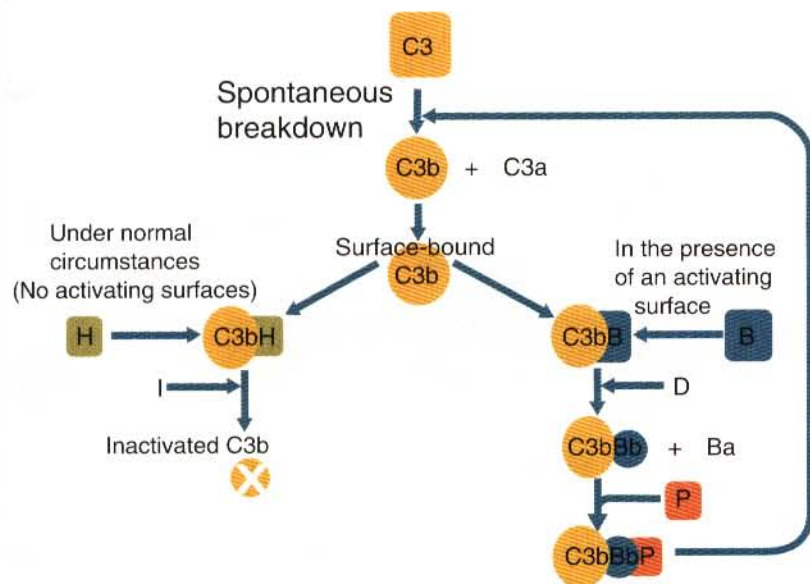 C3
Spontaneous
breakdown
C3b + C3a
Surface-bound
C3b
Under normal
circumstances
(No activating surfaces)
In the presence
of an activating
surface
H
C3bH
C3bB
B
I
D
Inactivated C3b
X
C3bBb + Ba
P
C3bBbP